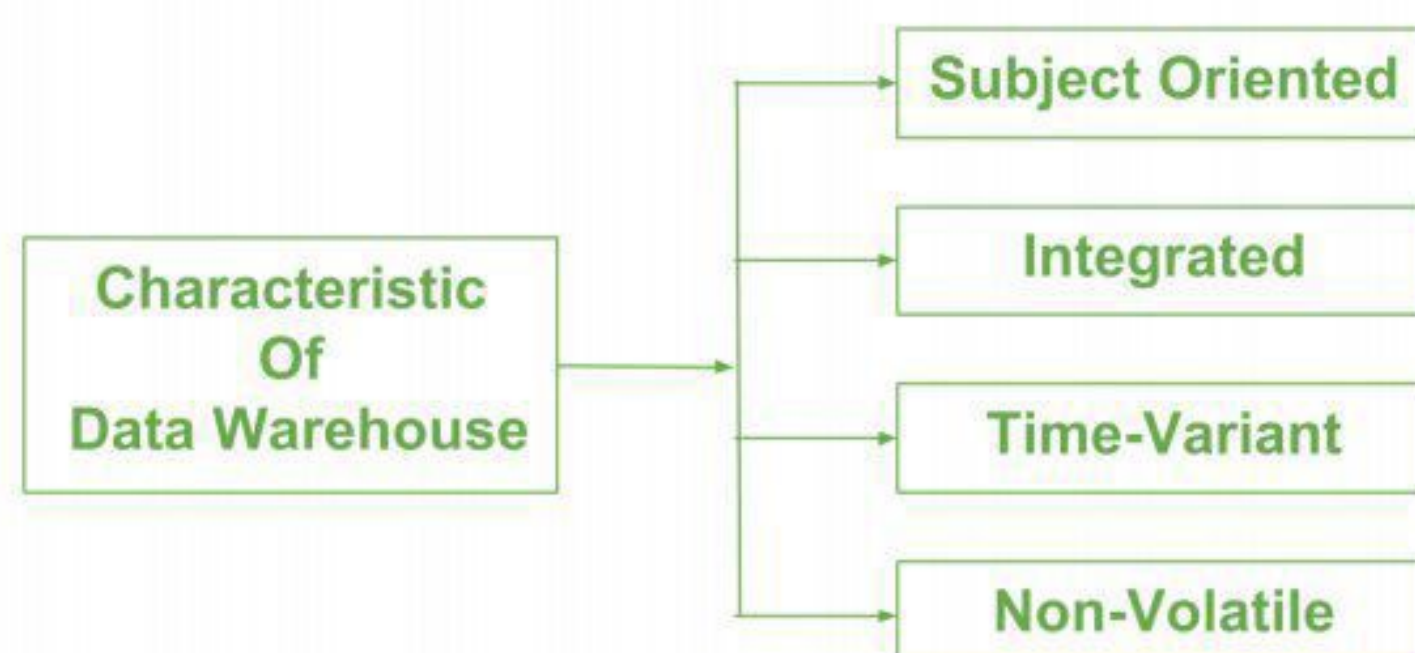 Characteristic
Of
Data Warehouse
Subject Oriented
Integrated
Time-Variant
Non-Volatile